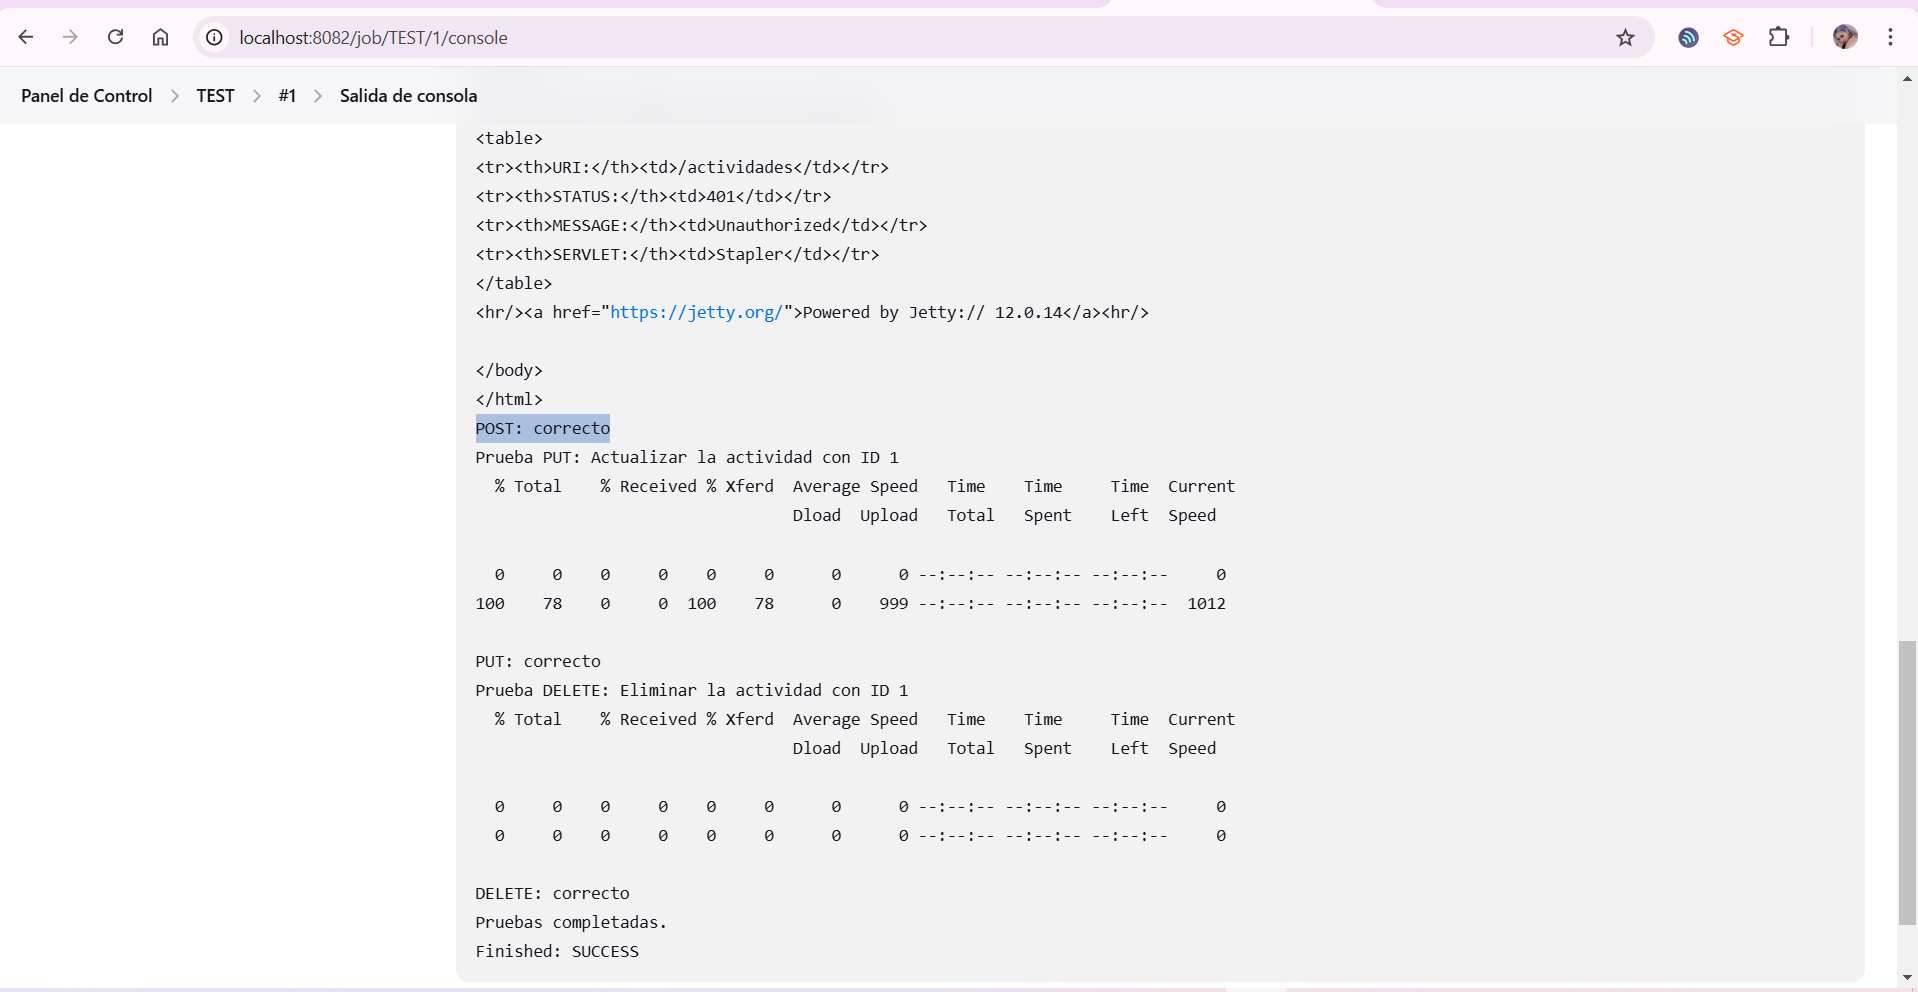 localhost:8082/job/TEST/1/console
Panel de Control > TEST > #1 > Salida de consola
<table>
<tr><th>URI:</th><td>/actividades</td></tr>
<tr><th>STATUS:</th><td>401</td></tr>
<tr><th>MESSAGE:</th><td>Unauthorized</td></tr>
<tr><th>SERVLET:</th><td>Stapler</td></tr>
</table>
<hr/><a href="https://jetty.org/">Powered by Jetty:// 12.0.14</a><hr/>
</body>
</html>
POST: correcto
Prueba PUT: Actualizar la actividad con ID 1
  % Total    % Received % Xferd  Average Speed   Time    Time     Time  Current
                                 Dload  Upload   Total   Spent    Left  Speed
  0     0    0     0    0     0      0      0 --:--:-- --:--:-- --:--:--     0
100    78    0     0  100    78      0    999 --:--:-- --:--:-- --:--:--  1012
PUT: correcto
Prueba DELETE: Eliminar la actividad con ID 1
  % Total    % Received % Xferd  Average Speed   Time    Time     Time  Current
                                 Dload  Upload   Total   Spent    Left  Speed
  0     0    0     0    0     0      0      0 --:--:-- --:--:-- --:--:--     0
  0     0    0     0    0     0      0      0 --:--:-- --:--:-- --:--:--     0
DELETE: correcto
Pruebas completadas.
Finished: SUCCESS